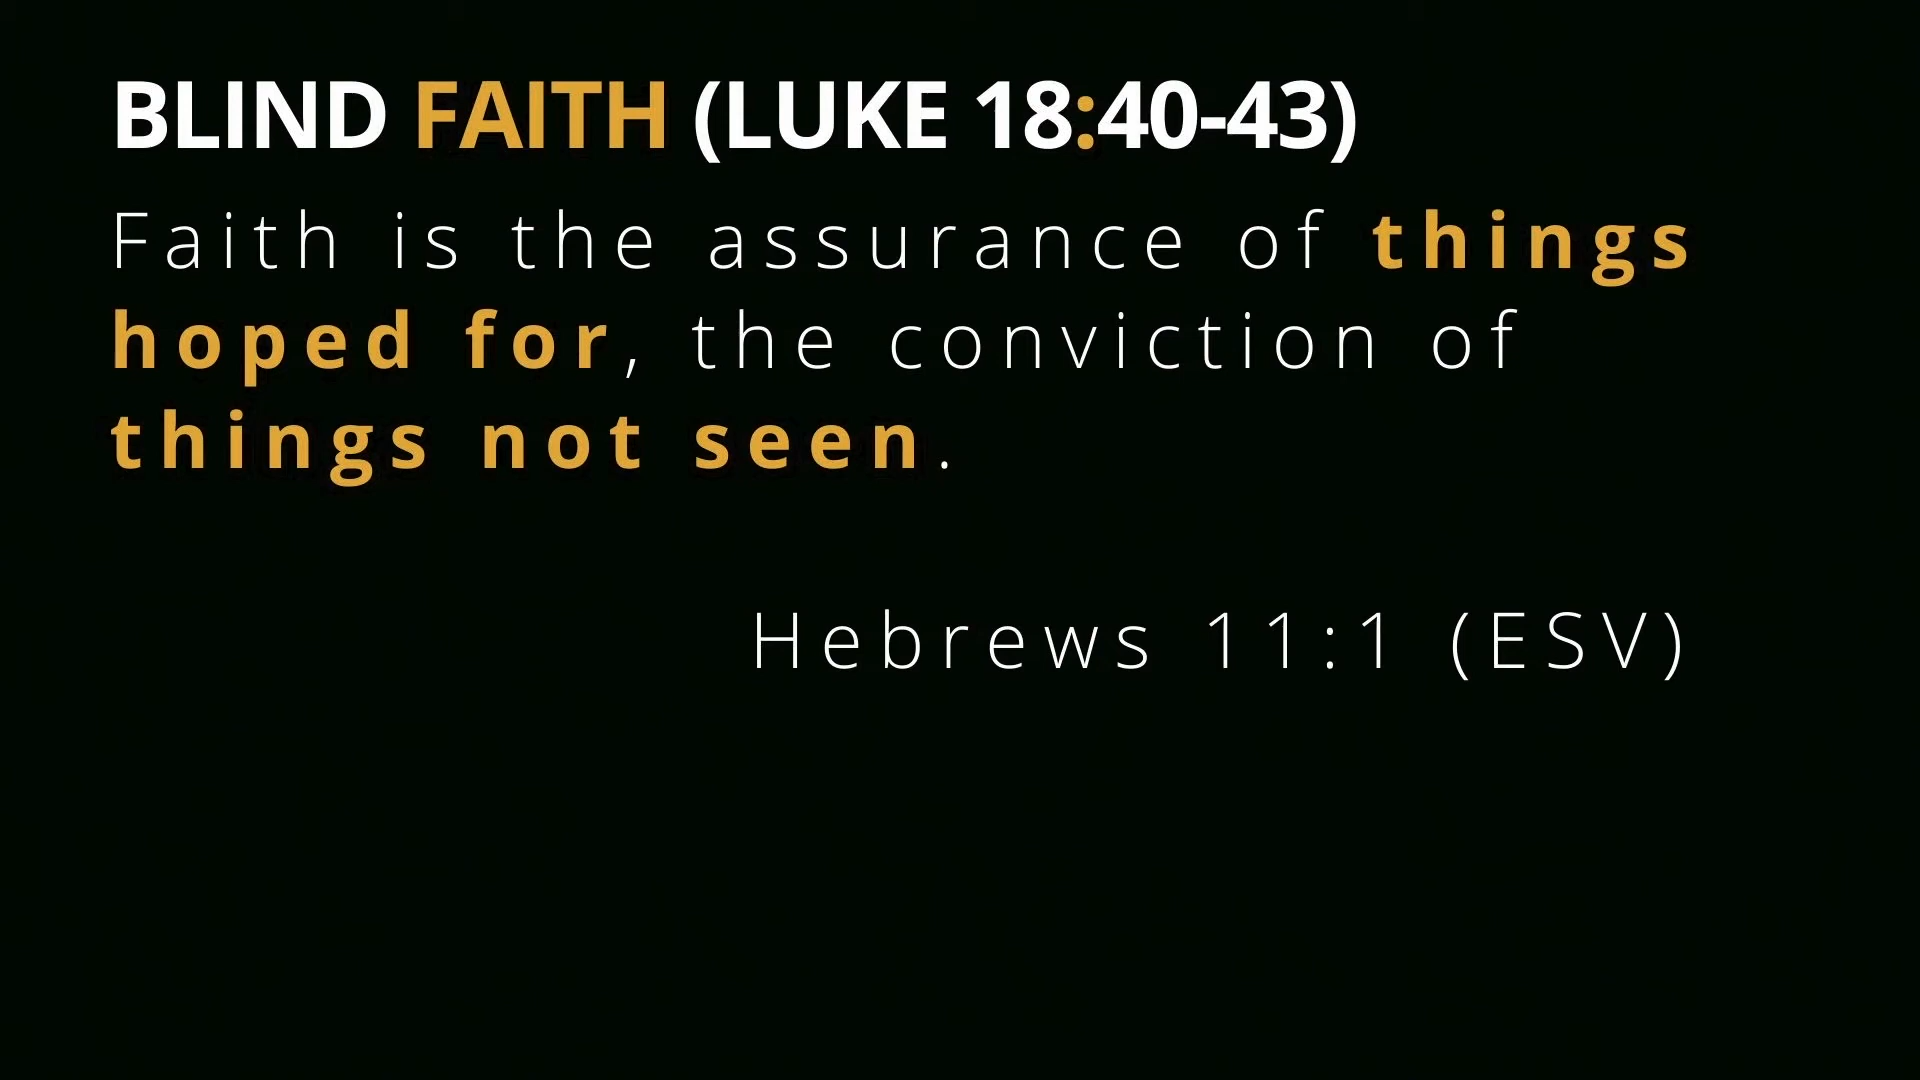 BLIND FAITH (LUKE 18:40-43)
Faith is the assurance of things
hoped for, the conviction of
things not seen.
Hebrews 11:1 (ESV)